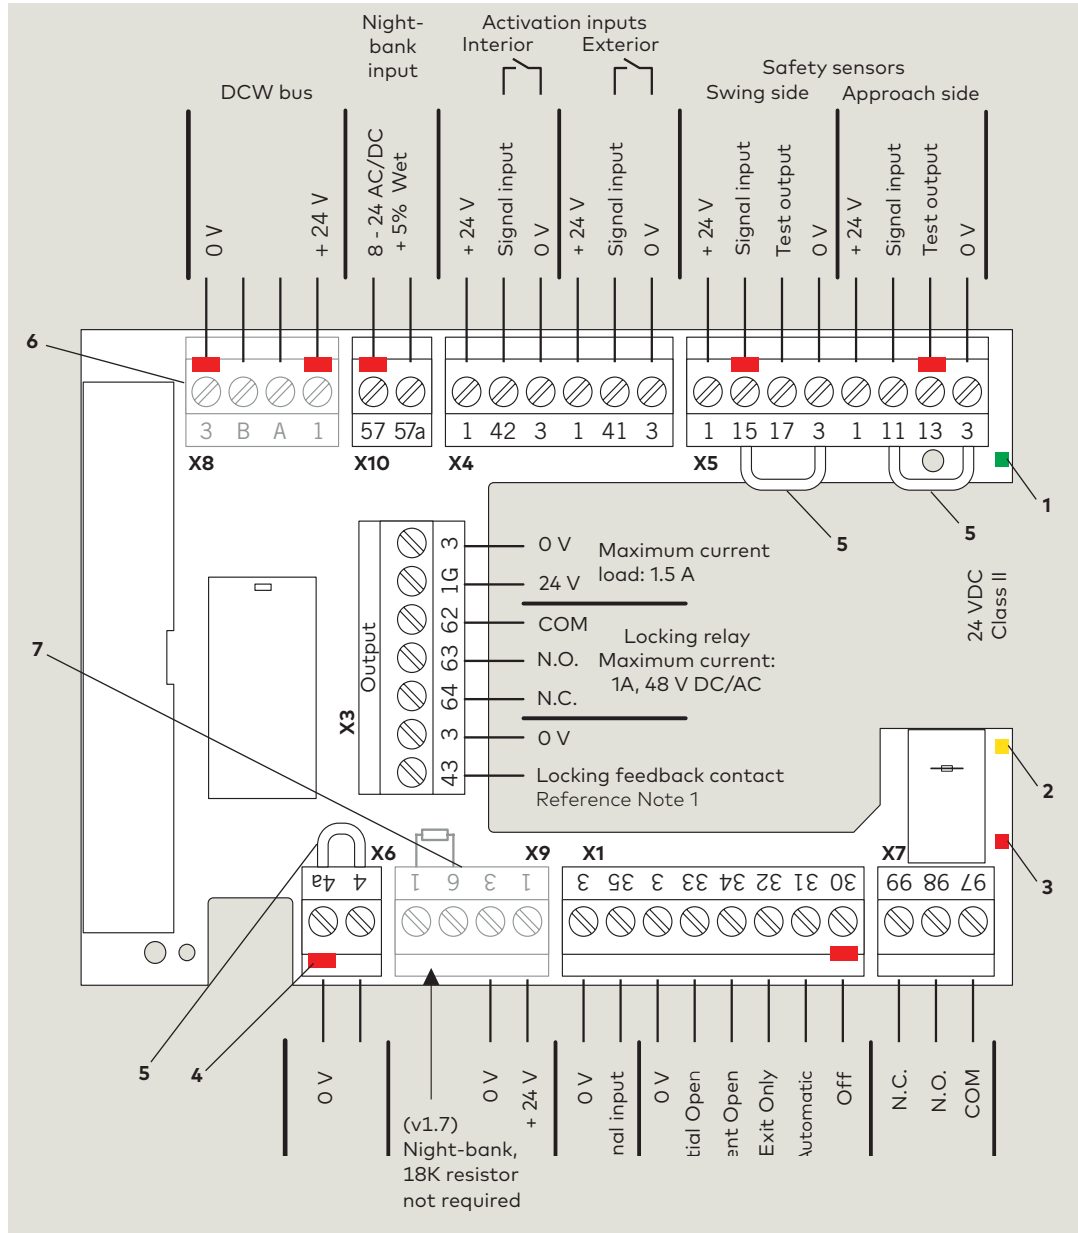 Night-
bank
input
Activation inputs
Interior
Exterior
Safety sensors
Swing side
Approach side
DCW bus
0 V
+ 24 V
8 - 24 AC/DC
+ 5% Wet
+ 24 V
Signal input
0 V
+ 24 V
Signal input
0 V
+ 24 V
Signal input
Test output
0 V
+ 24 V
Signal input
Test output
0 V
6
3 B A 1
57 57a
1 42 3 1 41 3
1 15 17 3 1 11 13 3
X8
X10
X4
X5
1
5
5
3
1G
62
63
64
3
43
Output
X3
0 V
24 V
Maximum current
load: 1.5 A
COM
N.O.
N.C.
Locking relay
Maximum current:
1A, 48 V DC/AC
0 V
Locking feedback contact
Reference Note 1
24 VDC
Class II
7
2
3
X6
X9
X1
X7
4a 4
1 6 3 1
3 35 3 33 34 32 31 30
99 98 97
5
4
0 V
(v1.7)
Night-bank,
18K resistor
not required
0 V
+ 24 V
0 V
nal input
0 V
tial Open
ent Open
Exit Only
Automatic
Off
N.C.
N.O.
COM